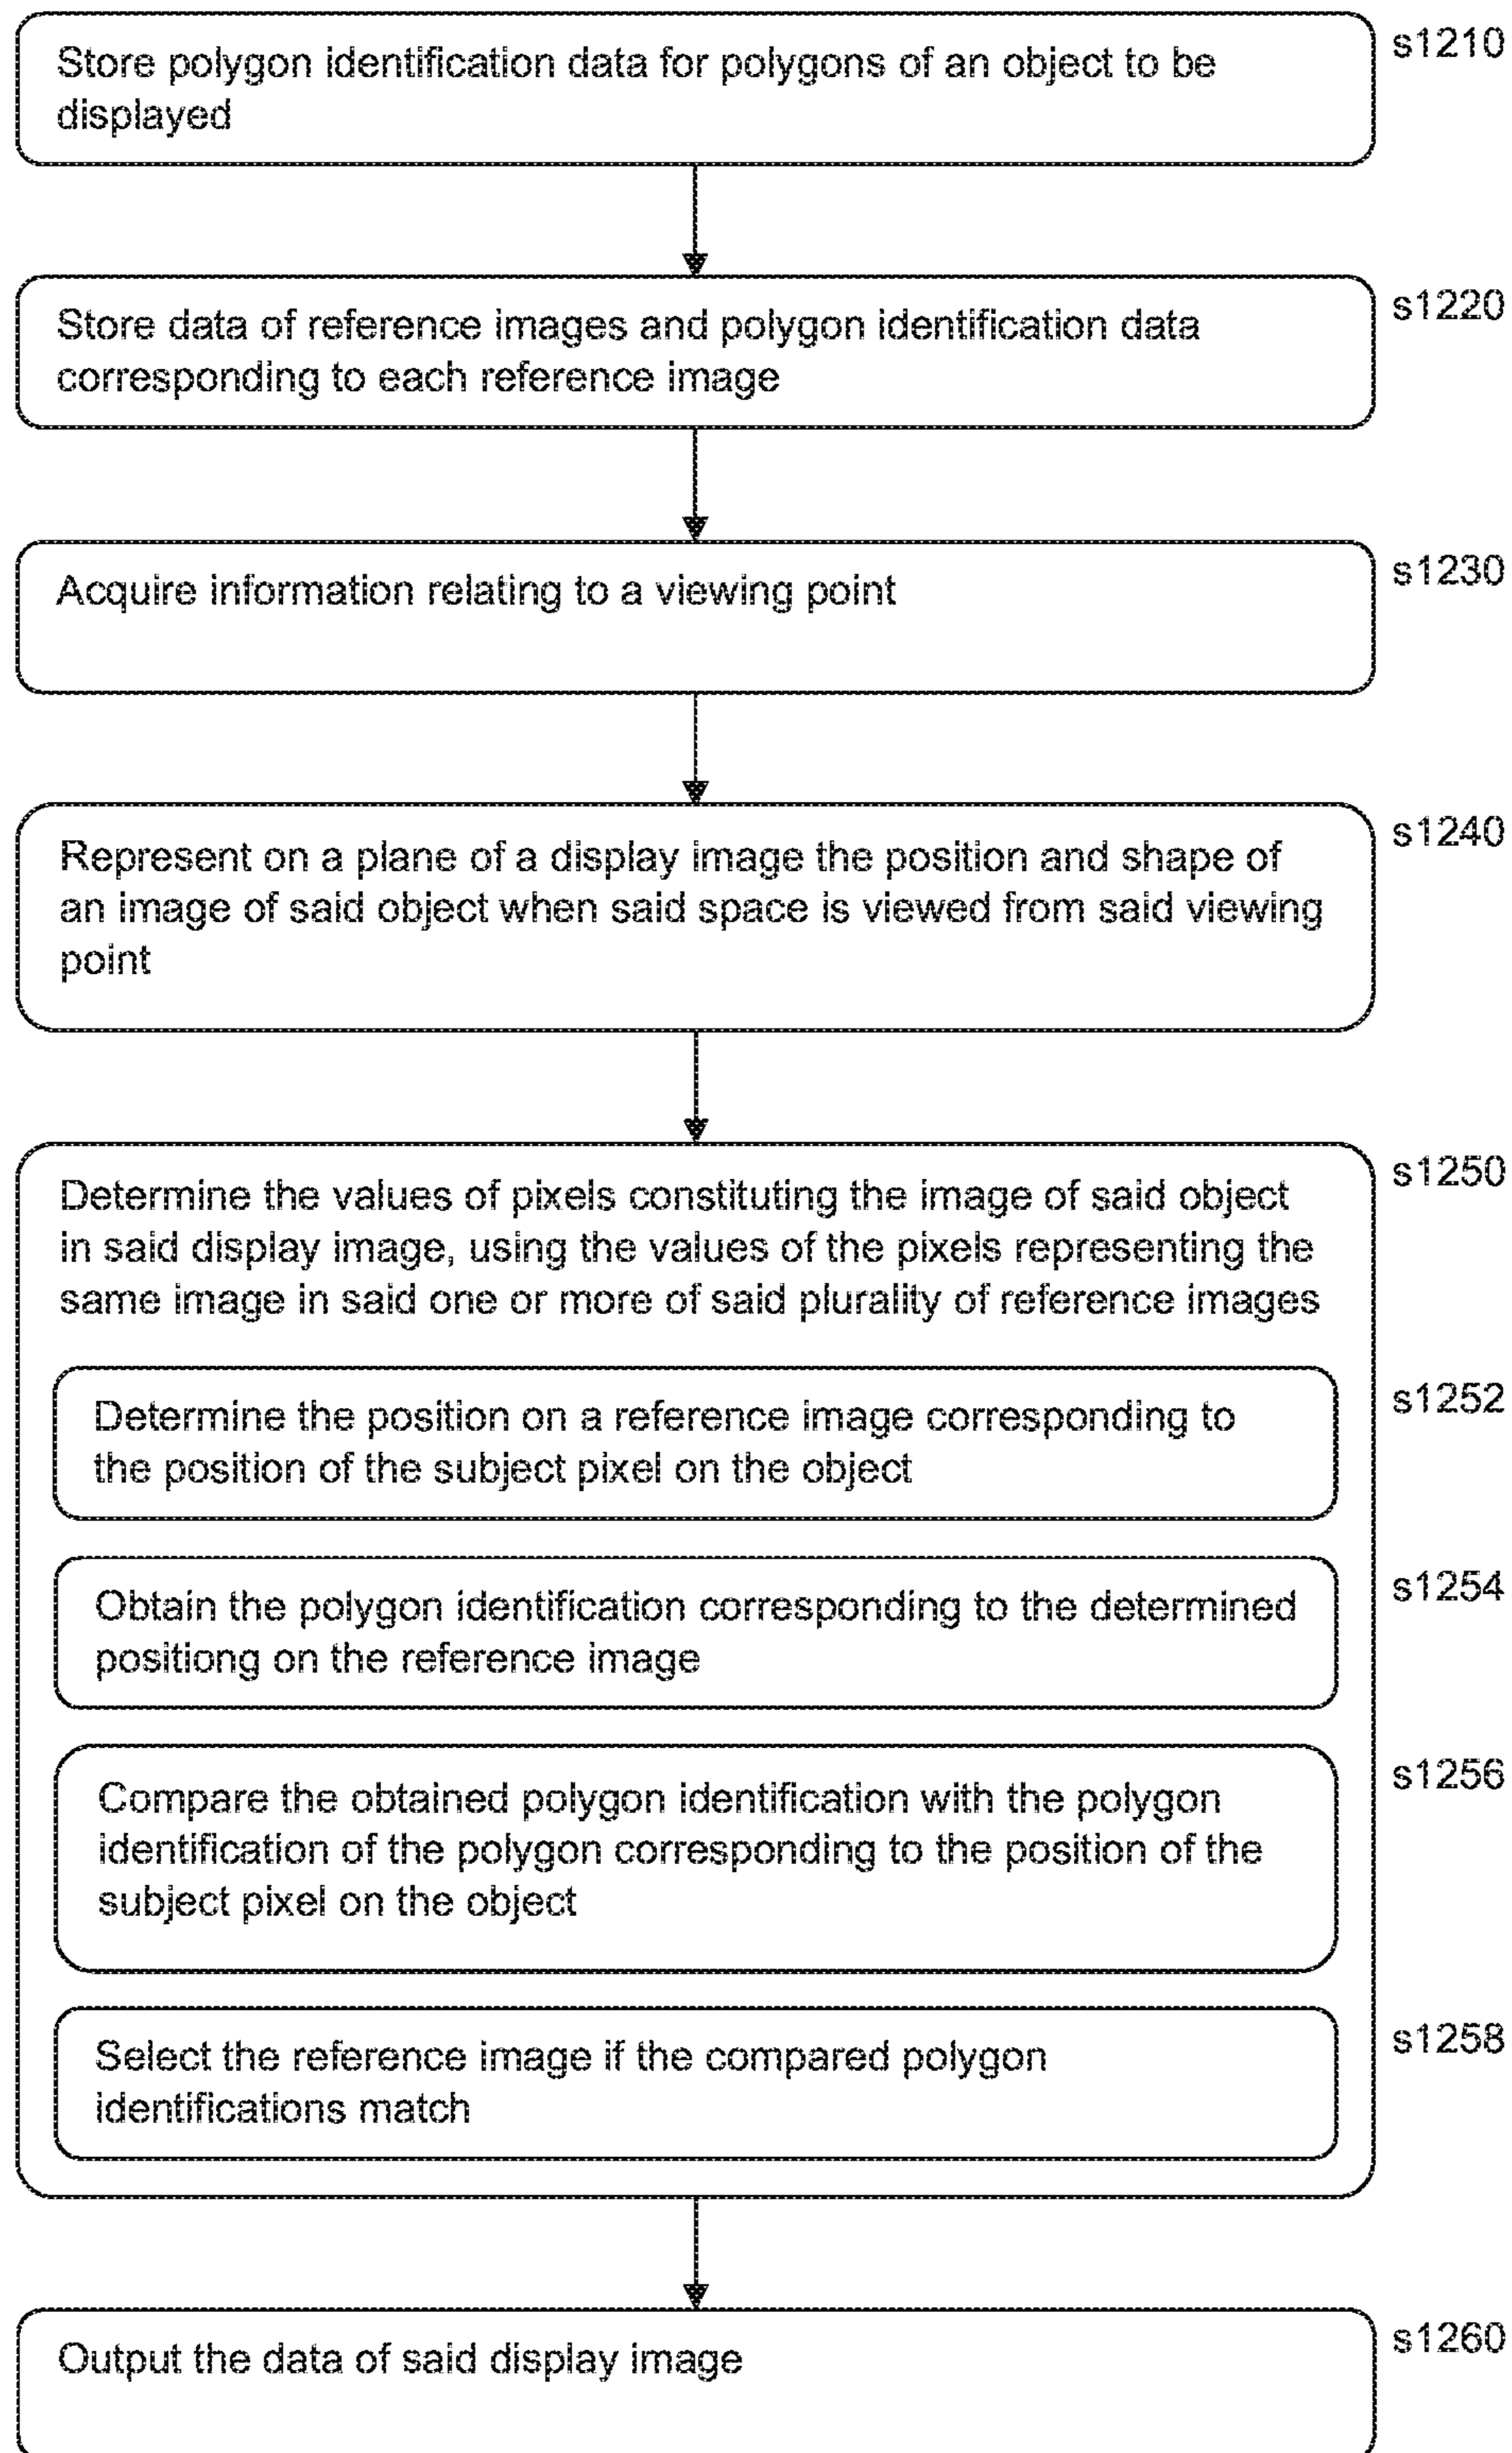 Store polygon identification data for polygons of an object to be
displayed
s1210
Store data of reference images and polygon identification data
corresponding to each reference image
s1220
Acquire information relating to a viewing point
s1230
Represent on a plane of a display image the position and shape of
an image of said object when said space is viewed from said viewing
point
s1240
Determine the values of pixels constituting the image of said object
in said display image, using the values of the pixels representing the
same image in said one or more of said plurality of reference images
s1250
Determine the position on a reference image corresponding to
the position of the subject pixel on the object
s1252
Obtain the polygon identification corresponding to the determined
positiong on the reference image
s1254
Compare the obtained polygon identification with the polygon
identification of the polygon corresponding to the position of the
subject pixel on the object
s1256
Select the reference image if the compared polygon
identifications match
s1258
Output the data of said display image
s1260